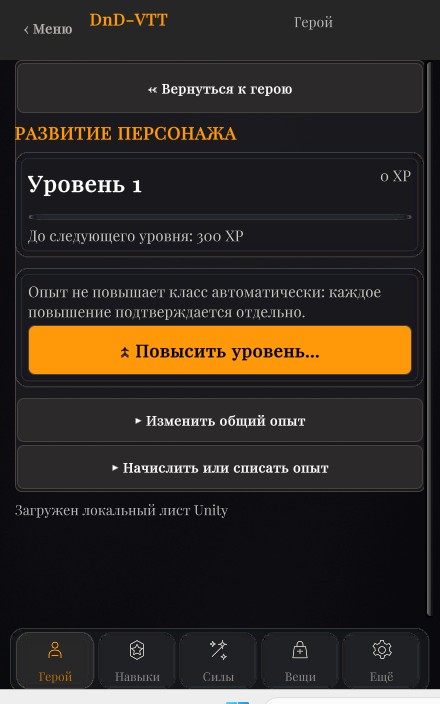 ‹ Меню
DnD-VTT
Герой
« Вернуться к герою
РАЗВИТИЕ ПЕРСОНАЖА
Уровень 1
0 XP
До следующего уровня: 300 XP
Опыт не повышает класс автоматически: каждое
повышение подтверждается отдельно.
Повысить уровень...
▸ Изменить общий опыт
▸ Начислить или списать опыт
Загружен локальный лист Unity
Герой
Навыки
Силы
Вещи
Ещё